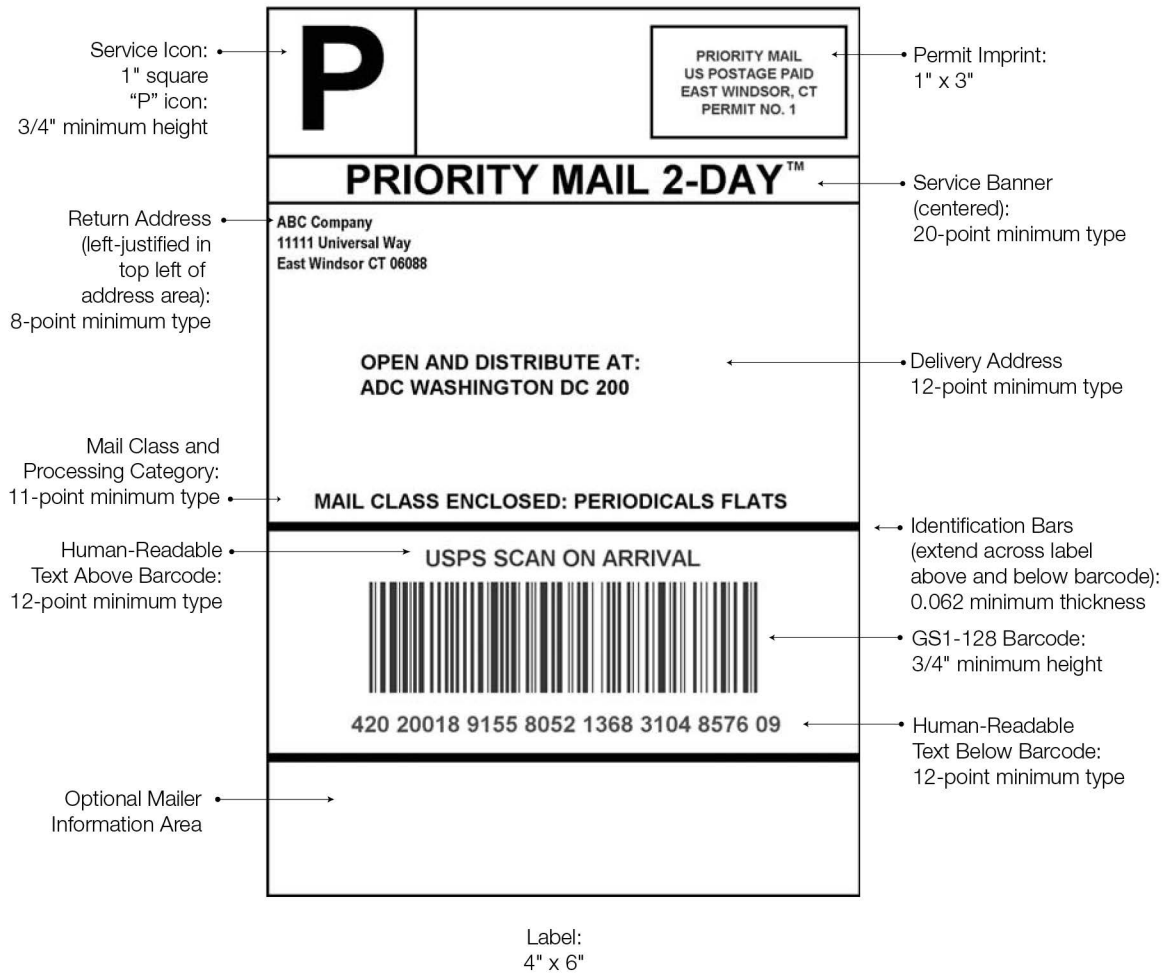 Service Icon:
1" square
“P” icon:
3/4" minimum height
P
PRIORITY MAIL
US POSTAGE PAID
EAST WINDSOR, CT
PERMIT NO. 1
Permit Imprint:
1" x 3"
PRIORITY MAIL 2-DAY™
Service Banner
(centered):
20-point minimum type
Return Address
(left-justified in
top left of
address area):
8-point minimum type
ABC Company
11111 Universal Way
East Windsor CT 06088
OPEN AND DISTRIBUTE AT:
ADC WASHINGTON DC 200
Delivery Address
12-point minimum type
Mail Class and
Processing Category:
11-point minimum type
MAIL CLASS ENCLOSED: PERIODICALS FLATS
Identification Bars
(extend across label
above and below barcode):
0.062 minimum thickness
Human-Readable
Text Above Barcode:
12-point minimum type
USPS SCAN ON ARRIVAL
GS1-128 Barcode:
3/4" minimum height
420 20018 9155 8052 1368 3104 8576 09
Human-Readable
Text Below Barcode:
12-point minimum type
Optional Mailer
Information Area
Label:
4" x 6"